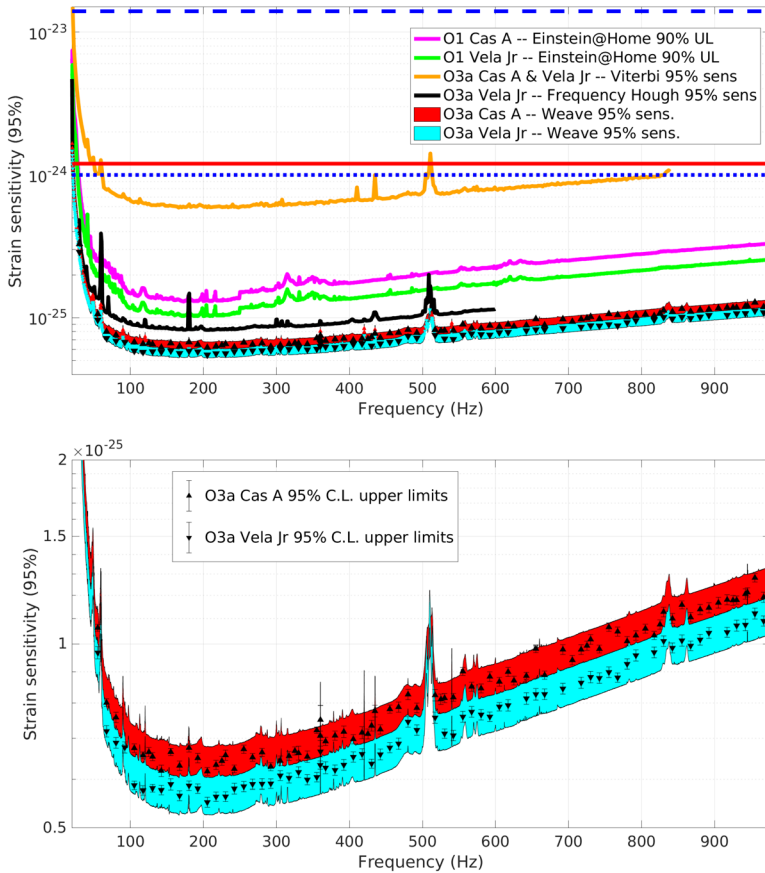 10-23
10-24
10-25
Strain sensitivity (95%)
O1 Cas A -- Einstein@Home 90% UL
O1 Vela Jr -- Einstein@Home 90% UL
O3a Cas A & Vela Jr -- Viterbi 95% sens
O3a Vela Jr -- Frequency Hough 95% sens
O3a Cas A -- Weave 95% sens.
O3a Vela Jr -- Weave 95% sens.
100 200 300 400 500 600 700 800 900
Frequency (Hz)
2 ×10-25
1.5
1
0.5
Strain sensitivity (95%)
O3a Cas A 95% C.L. upper limits
O3a Vela Jr 95% C.L. upper limits
100 200 300 400 500 600 700 800 900
Frequency (Hz)